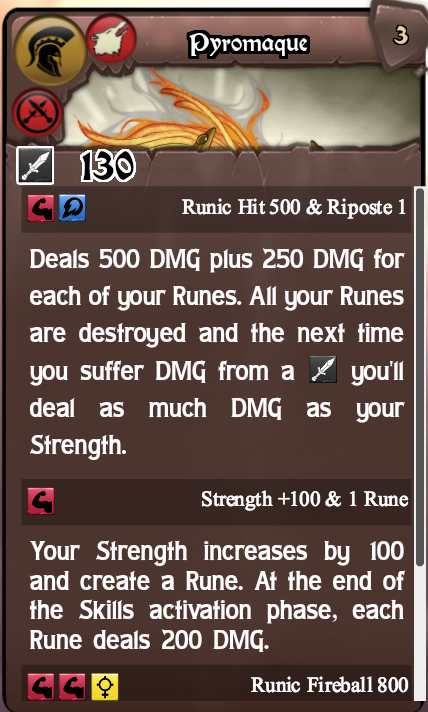 Pyromaque
3
130
Runic Hit 500 & Riposte 1
Deals 500 DMG plus 250 DMG for
each of your Runes. All your Runes
are destroyed and the next time
you suffer DMG from a you'll
deal as much DMG as your
Strength.
Strength +100 & 1 Rune
Your Strength increases by 100
and create a Rune. At the end of
the Skills activation phase, each
Rune deals 200 DMG.
Runic Fireball 800